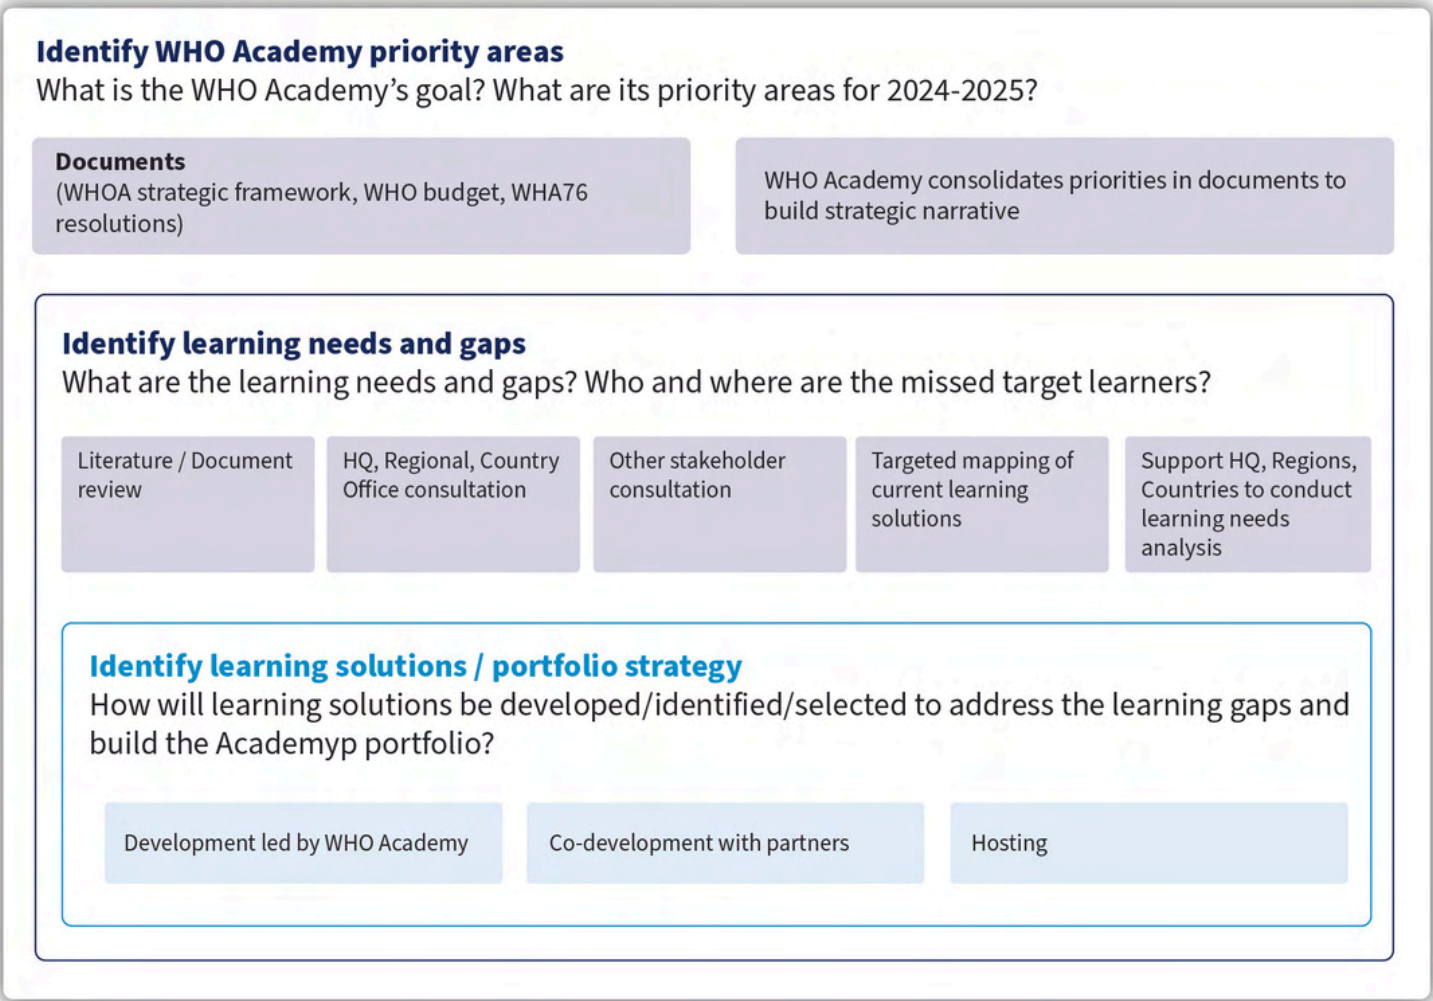 Identify WHO Academy priority areas
What is the WHO Academy’s goal? What are its priority areas for 2024-2025?
Documents
(WHOA strategic framework, WHO budget, WHA76
resolutions)
WHO Academy consolidates priorities in documents to
build strategic narrative
Identify learning needs and gaps
What are the learning needs and gaps? Who and where are the missed target learners?
Literature / Document
review
HQ, Regional, Country
Office consultation
Other stakeholder
consultation
Targeted mapping of
current learning
solutions
Support HQ, Regions,
Countries to conduct
learning needs
analysis
Identify learning solutions / portfolio strategy
How will learning solutions be developed/identified/selected to address the learning gaps and
build the Academyp portfolio?
Development led by WHO Academy
Co-development with partners
Hosting